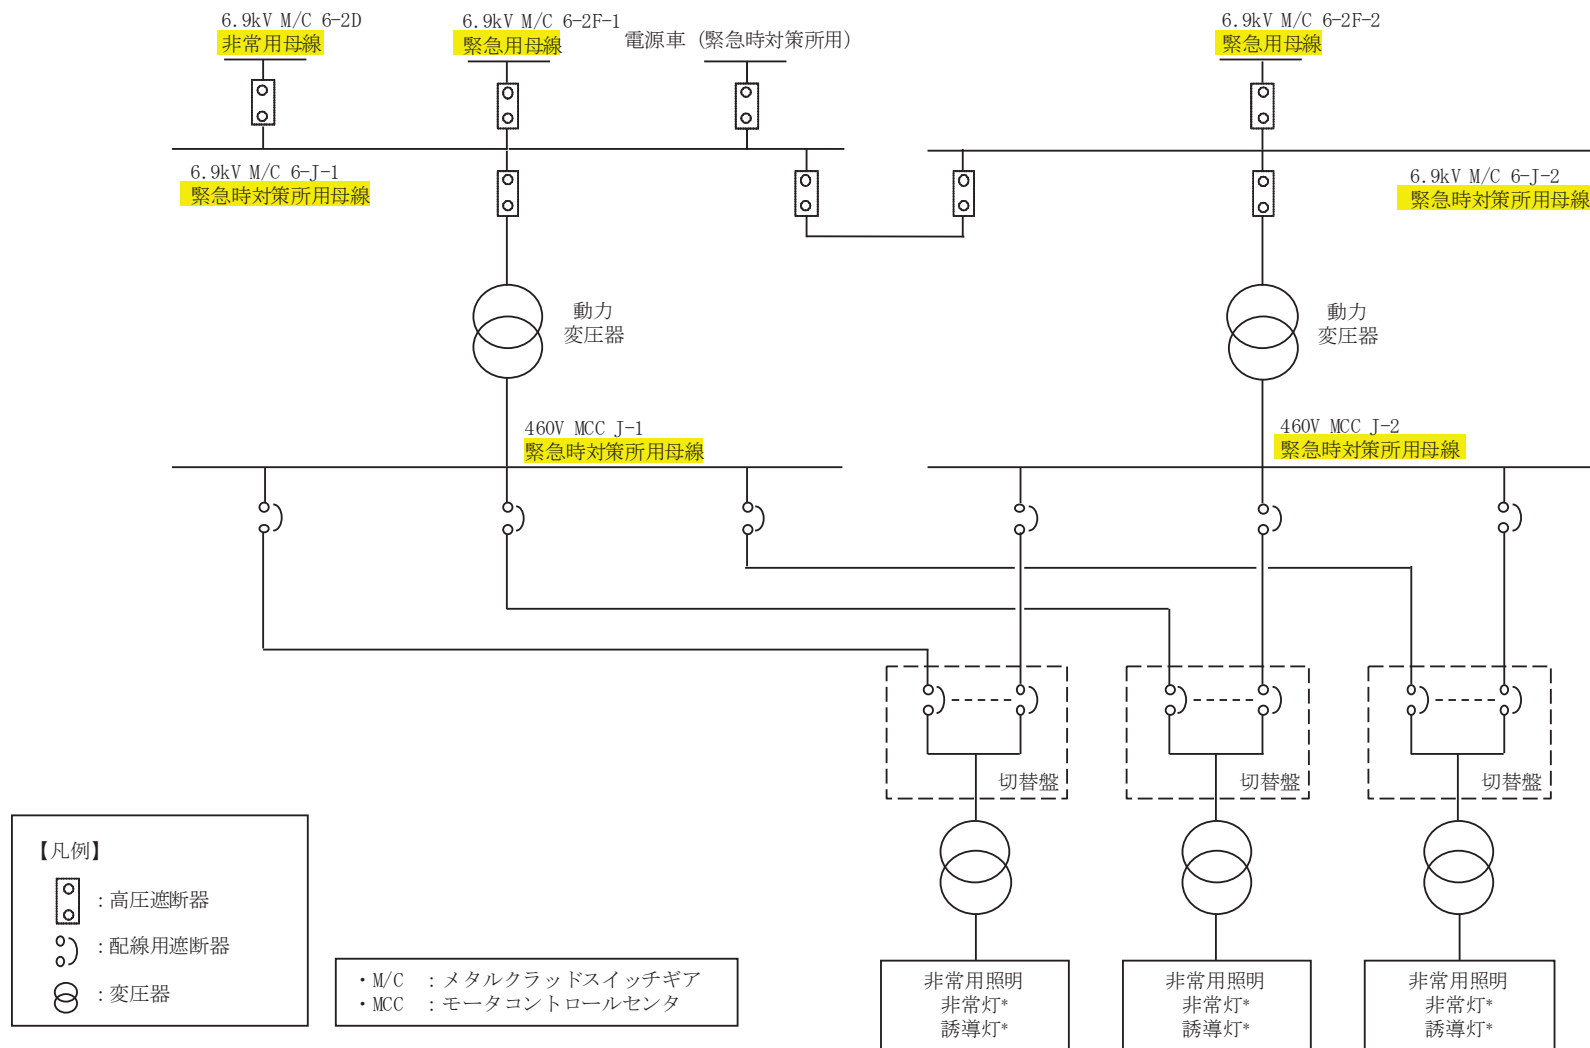 6.9kV M/C 6-2D
非常用母線
6.9kV M/C 6-2F-1
緊急用母線
電源車 (緊急時対策所用)
6.9kV M/C 6-2F-2
緊急用母線
6.9kV M/C 6-J-1
緊急時対策所用母線
6.9kV M/C 6-J-2
緊急時対策所用母線
動力
変圧器
動力
変圧器
460V MCC J-1
緊急時対策所用母線
460V MCC J-2
緊急時対策所用母線
切替盤
切替盤
切替盤
【凡例】
:高圧遮断器
:配線用遮断器
:変圧器
・M/C :メタルクラッドスイッチギア
・MCC :モータコントロールセンタ
非常用照明
非常灯*
誘導灯*
非常用照明
非常灯*
誘導灯*
非常用照明
非常灯*
誘導灯*